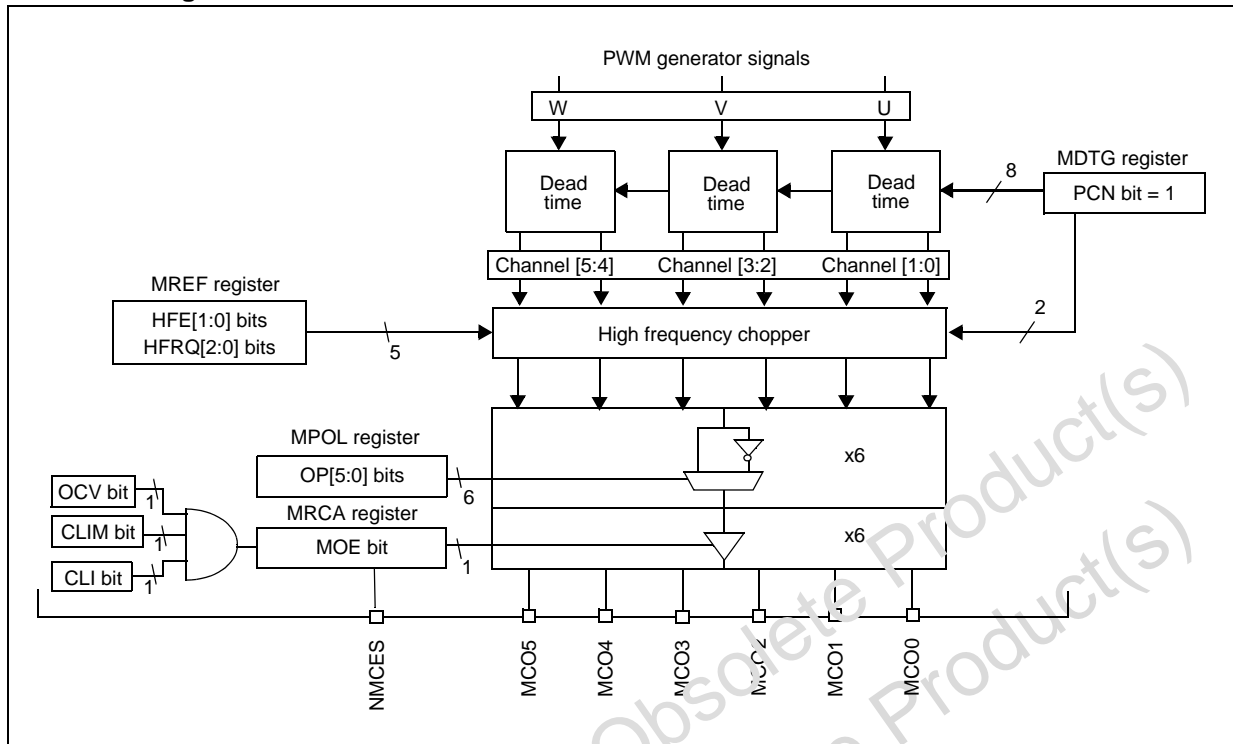 PWM generator signals
W V U
MDTG register
8
Dead time
Dead time
Dead time
PCN bit = 1
Channel [5:4] Channel [3:2] Channel [1:0]
MREF register
HFE[1:0] bits
HFRQ[2:0] bits
5
High frequency chopper
2
MPOL register
OP[5:0] bits
6
x6
OCV bit
1
CLIM bit
1
CLI bit
1
MRCA register
MOE bit
1
x6
NMCES
MCO5
MCO4
MCO3
MCO2
MCO1
MCO0
Obsolete Product(s)
Product(s)